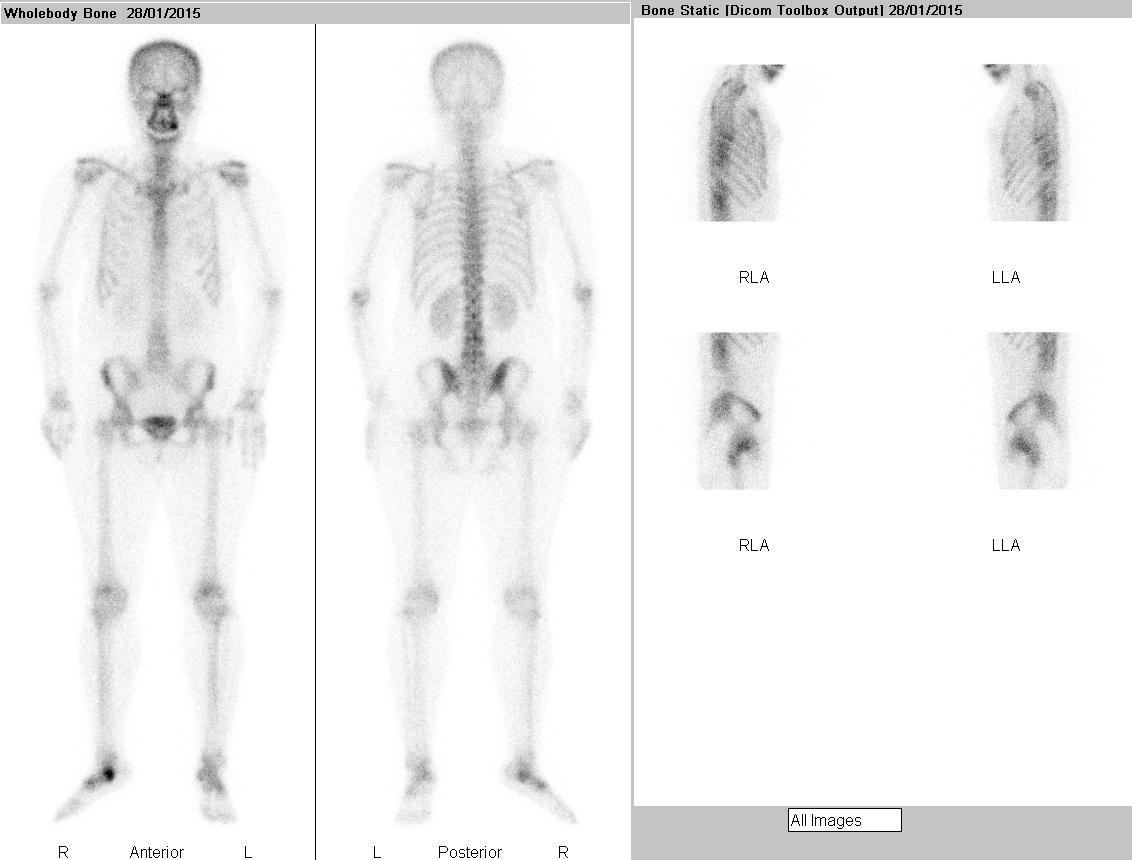 Wholebody Bone 28/01/2015
Bone Static [Dicom Toolbox Output] 28/01/2015
RLA
LLA
RLA
LLA
All Images
R Anterior L
L Posterior R